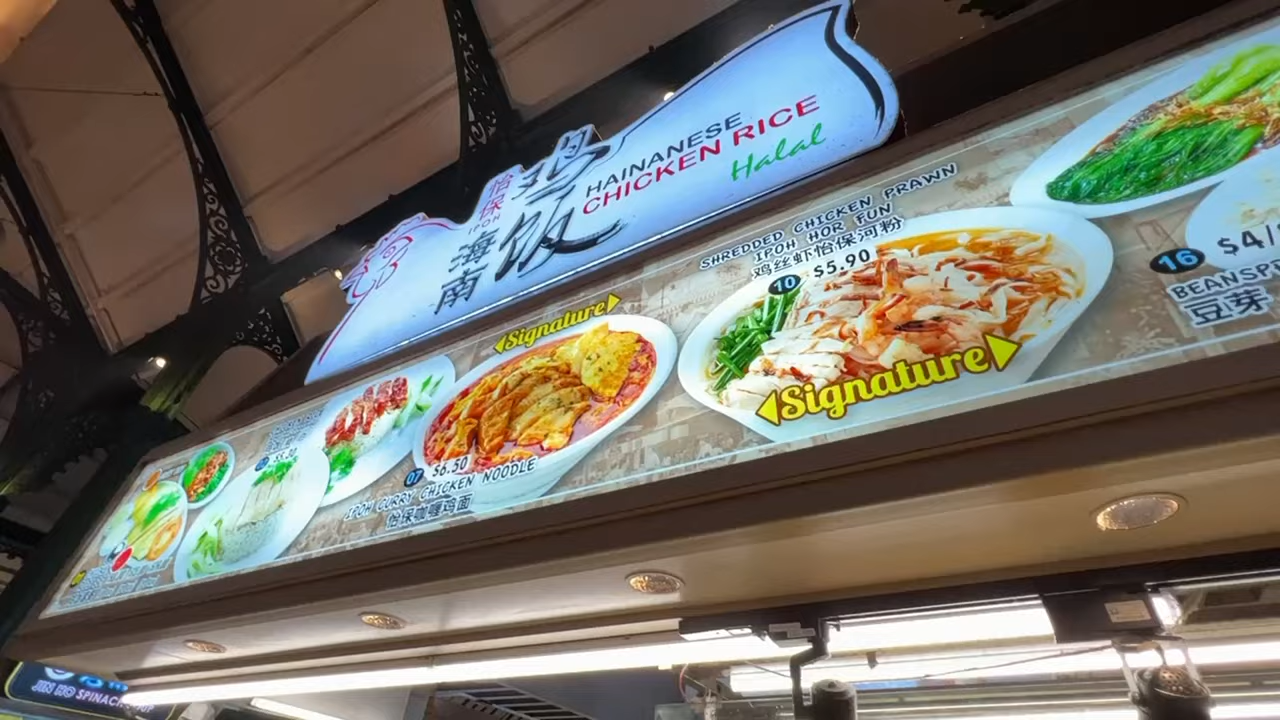 怡保
IPOH
海南
鸡饭
HAINANESE
CHICKEN RICE
Halal
Signature
07 $6.50
IPOH CURRY CHICKEN NOODLE
怡保咖喱鸡面
SHREDDED CHICKEN PRAWN
IPOH HOR FUN
鸡丝虾怡保河粉
10 $5.90
Signature
16 $4/
BEANSP
豆芽
SPINACH